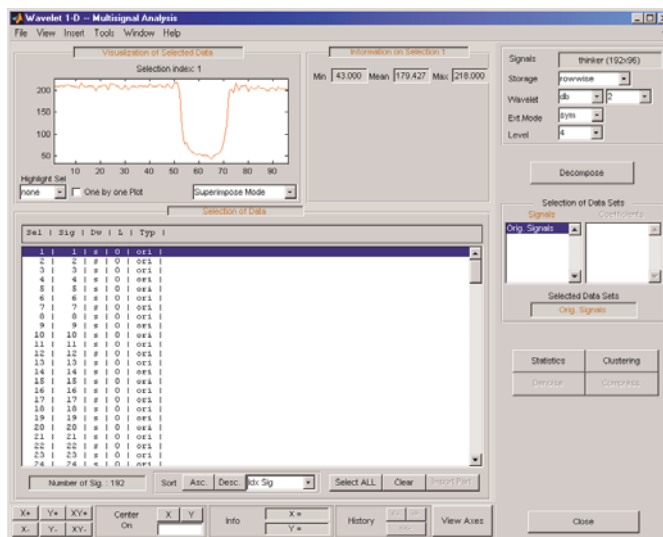 Wavelet 1-D -- Multisignal Analysis
File View Insert Tools Window Help
Visualization of Selected Data
Selection index: 1
200
150
100
50
10 20 30 40 50 60 70 80 90
Highlight Sel
none One by one Plot Superimpose Mode
Information on Selection 1
Min 43.000 Mean 179.427 Max 218.000
Selection of Data
Sel | Sig | Dw | L | Typ |
1 | 1 | s | 0 | ori |
2 | 2 | s | 0 | ori |
3 | 3 | s | 0 | ori |
4 | 4 | s | 0 | ori |
5 | 5 | s | 0 | ori |
6 | 6 | s | 0 | ori |
7 | 7 | s | 0 | ori |
8 | 8 | s | 0 | ori |
9 | 9 | s | 0 | ori |
10 | 10 | s | 0 | ori |
11 | 11 | s | 0 | ori |
12 | 12 | s | 0 | ori |
13 | 13 | s | 0 | ori |
14 | 14 | s | 0 | ori |
15 | 15 | s | 0 | ori |
16 | 16 | s | 0 | ori |
17 | 17 | s | 0 | ori |
18 | 18 | s | 0 | ori |
19 | 19 | s | 0 | ori |
20 | 20 | s | 0 | ori |
21 | 21 | s | 0 | ori |
22 | 22 | s | 0 | ori |
23 | 23 | s | 0 | ori |
24 | 24 | s | 0 | ori |
Number of Sig. : 192 Sort Asc. Desc. Idx Sig Select ALL Clear Import Part
Signals thinker (192x96)
Storage rowwise
Wavelet db 2
Ext.Mode sym
Level 4
Decompose
Selection of Data Sets
Signals Coefficients
Orig. Signals
Selected Data Sets
Orig. Signals
Statistics Clustering
Denoise Compress
X+ Y+ XY+
X- Y- XY-
Center On X Y
Info X = Y =
History
View Axes
Close